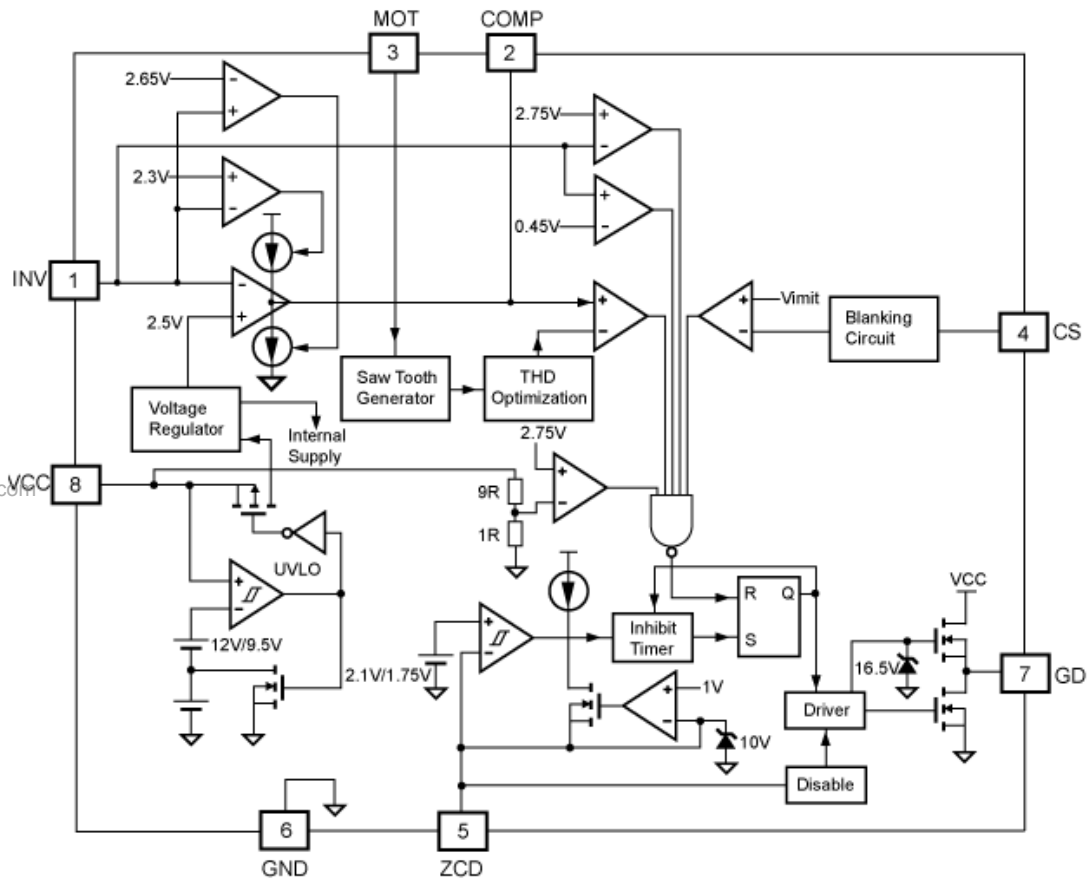 MOT
COMP
3
2
2.65V
-
+
2.75V
+
-
2.3V
+
-
+
-
0.45V
INV
1
-
+
2.5V
+
-
+
-
Vimit
Blanking
Circuit
4
CS
Voltage
Regulator
Internal
Supply
Saw Tooth
Generator
THD
Optimization
2.75V
VCC
com
8
9R
1R
+
-
UVLO
+
-
12V/9.5V
2.1V/1.75V
+
-
Inhibit
Timer
R
Q
S
VCC
16.5V
7
GD
1V
+
-
10V
Driver
Disable
6
GND
5
ZCD